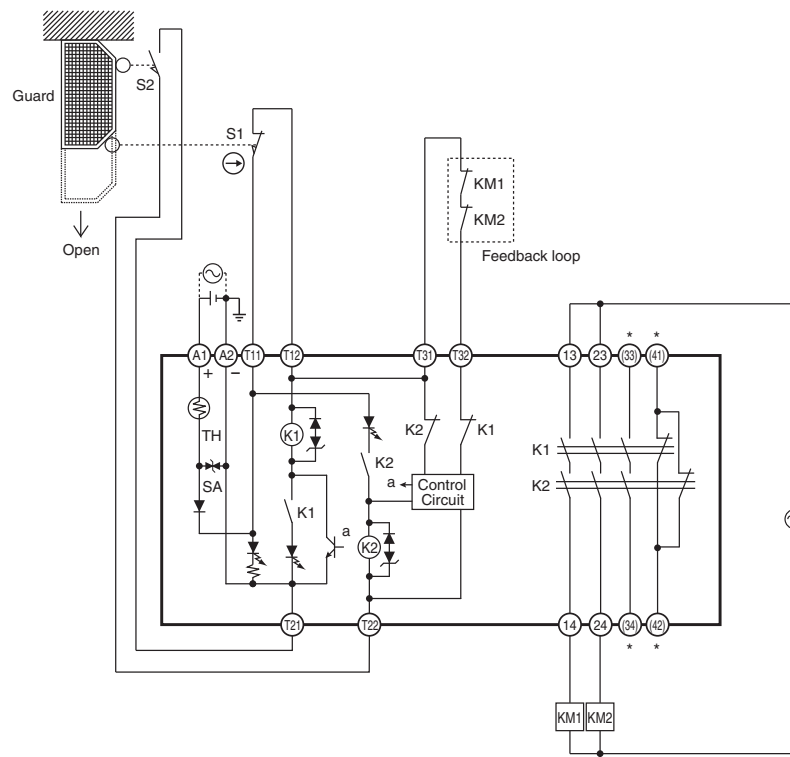 Guard
S2
S1
KM1
KM2
Open
Feedback loop
A1
A2
T11
T12
T31
T32
13
23
(33)
(41)
*
*
+
−
TH
K1
K2
K2
K1
K1
SA
a
Control
Circuit
K2
K1
a
K2
T21
T22
14
24
(34)
(42)
*
*
KM1
KM2